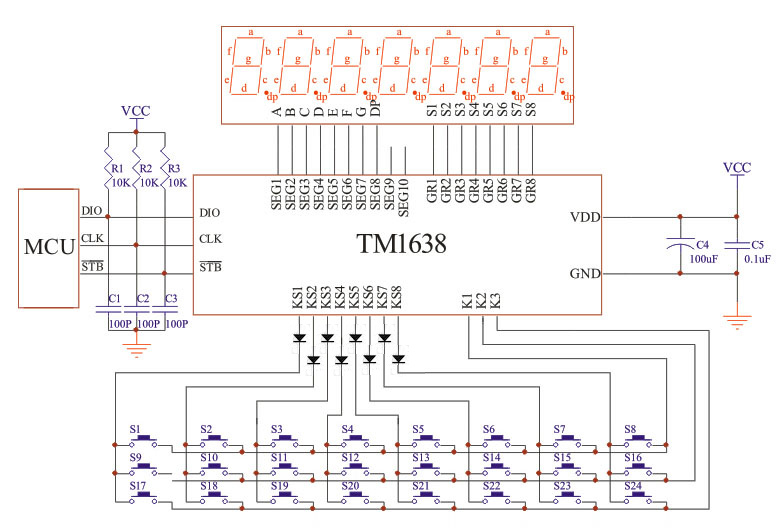 a a a a a a a
f b f b f b f b f b f b f b
g g g g g g g
e c e c e c e c e c e c e c
d d d d d d d
dp dp dp dp dp dp dp
A B C D E F G DP S1 S2 S3 S4 S5 S6 S7 S8
VCC
R1 R2 R3
10K 10K 10K
VCC
SEG1 SEG2 SEG3 SEG4 SEG5 SEG6 SEG7 SEG8 SEG9 SEG10 GR1 GR2 GR3 GR4 GR5 GR6 GR7 GR8
DIO DIO VDD
MCU CLK CLK TM1638
C4 C5
100uF 0.1uF
STB STB GND
KS1 KS2 KS3 KS4 KS5 KS6 KS7 KS8 K1 K2 K3
C1 C2 C3
100P 100P 100P
S1 S2 S3 S4 S5 S6 S7 S8
S9 S10 S11 S12 S13 S14 S15 S16
S17 S18 S19 S20 S21 S22 S23 S24